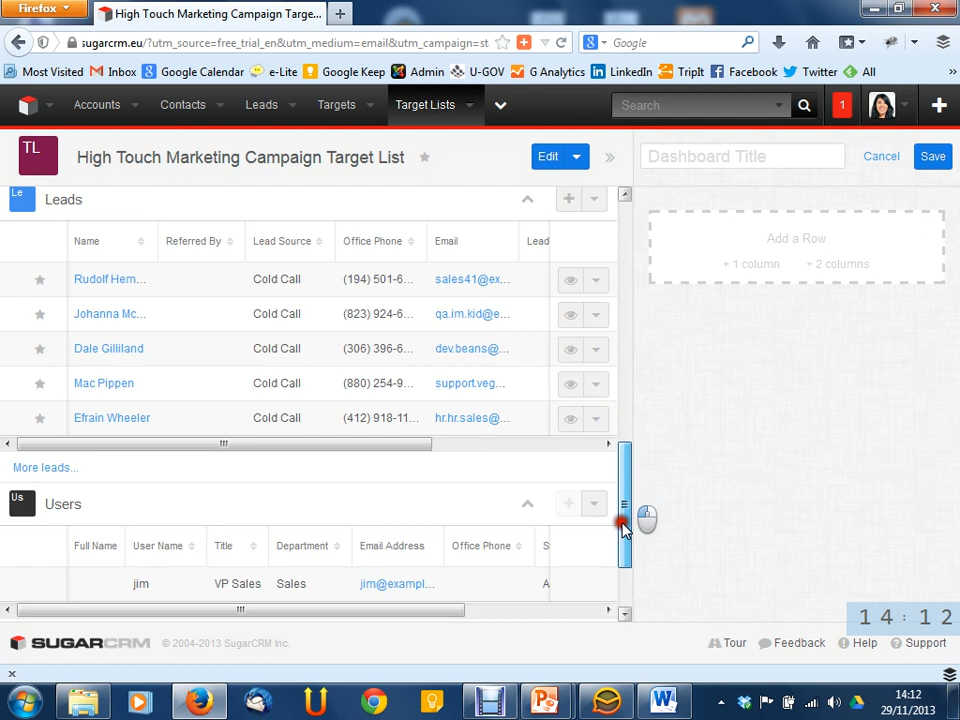 Firefox
High Touch Marketing Campaign Target...
sugarcrm.eu/?utm_source=free_trial_en&utm_medium=email&utm_campaign=st
Google
Most Visited Inbox Google Calendar e-Lite Google Keep Admin U-GOV G Analytics LinkedIn TripIt Facebook Twitter All
Accounts Contacts Leads Targets Target Lists Search 1
TL High Touch Marketing Campaign Target List Edit Dashboard Title Cancel Save
Le Leads
Add a Row
+ 1 column + 2 columns
Name Referred By Lead Source Office Phone Email Lead
Rudolf Hem... Cold Call (194) 501-6... sales41@ex...
Johanna Mc... Cold Call (823) 924-6... qa.im.kid@e...
Dale Gilliland Cold Call (306) 396-6... dev.beans@...
Mac Pippen Cold Call (880) 254-9... support.veg...
Efrain Wheeler Cold Call (412) 918-11... hr.hr.sales@...
More leads...
Us Users
Full Name User Name Title Department Email Address Office Phone S
jim VP Sales Sales jim@exampl... A
14:12
SUGARCRM © 2004-2013 SugarCRM Inc. Tour Feedback Help Support
14:12
29/11/2013